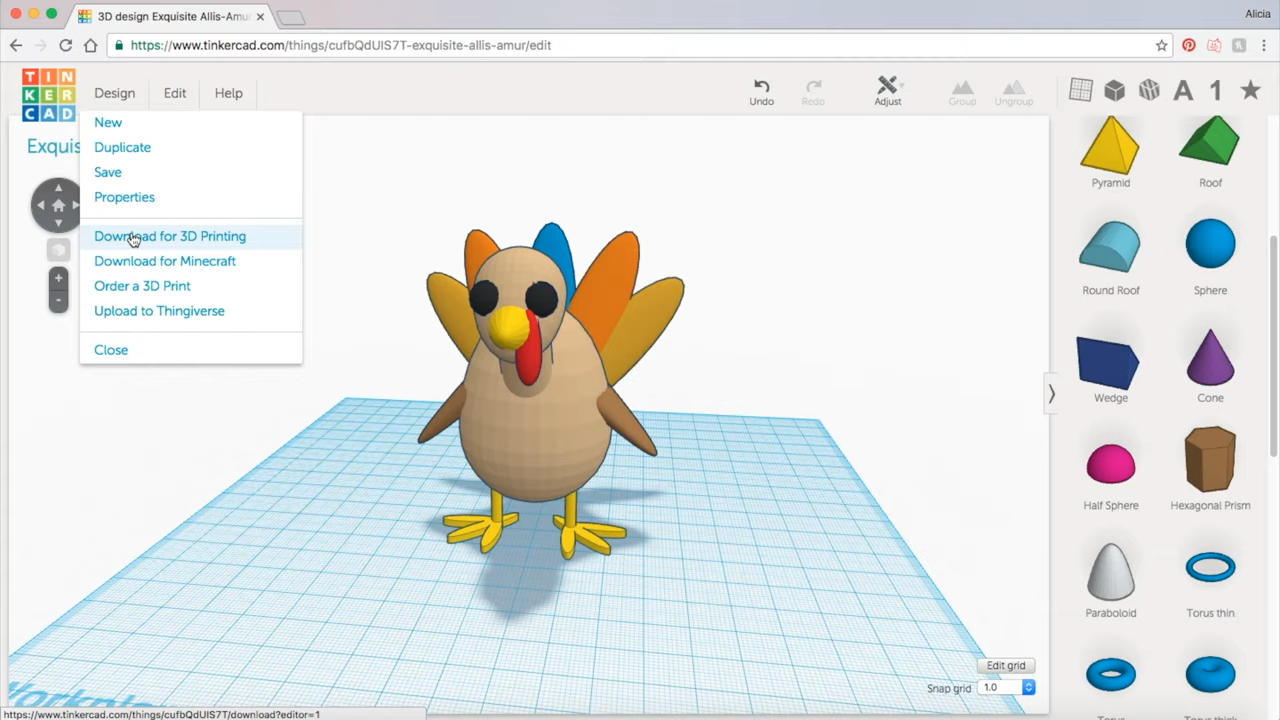 3D design Exquisite Allis-Amur
Alicia
https://www.tinkercad.com/things/cufbQdUIS7T-exquisite-allis-amur/edit
TIN
KER
CAD
Design
Edit
Help
Undo
Redo
Adjust
Group
Ungroup
A
1
Exquis
New
Duplicate
Save
Properties
Download for 3D Printing
Download for Minecraft
Order a 3D Print
Upload to Thingiverse
Close
Pyramid
Roof
Round Roof
Sphere
Wedge
Cone
Half Sphere
Hexagonal Prism
Paraboloid
Torus thin
Torus
Torus thick
Edit grid
Snap grid 1.0
Workplane
https://www.tinkercad.com/things/cufbQdUIS7T/download?editor=1